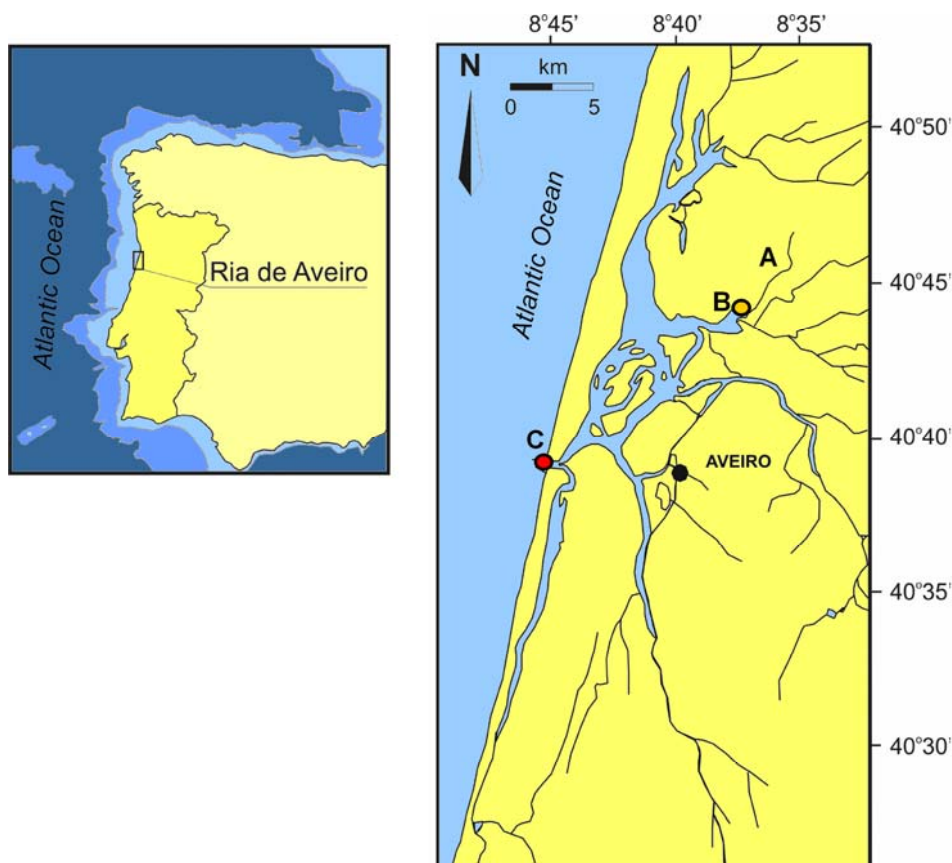 Atlantic Ocean
Ria de Aveiro
8°45' 8°40' 8°35'
N
km
0 5
40°50'
Atlantic Ocean
A
40°45'
B
40°40'
C
AVEIRO
40°35'
40°30'